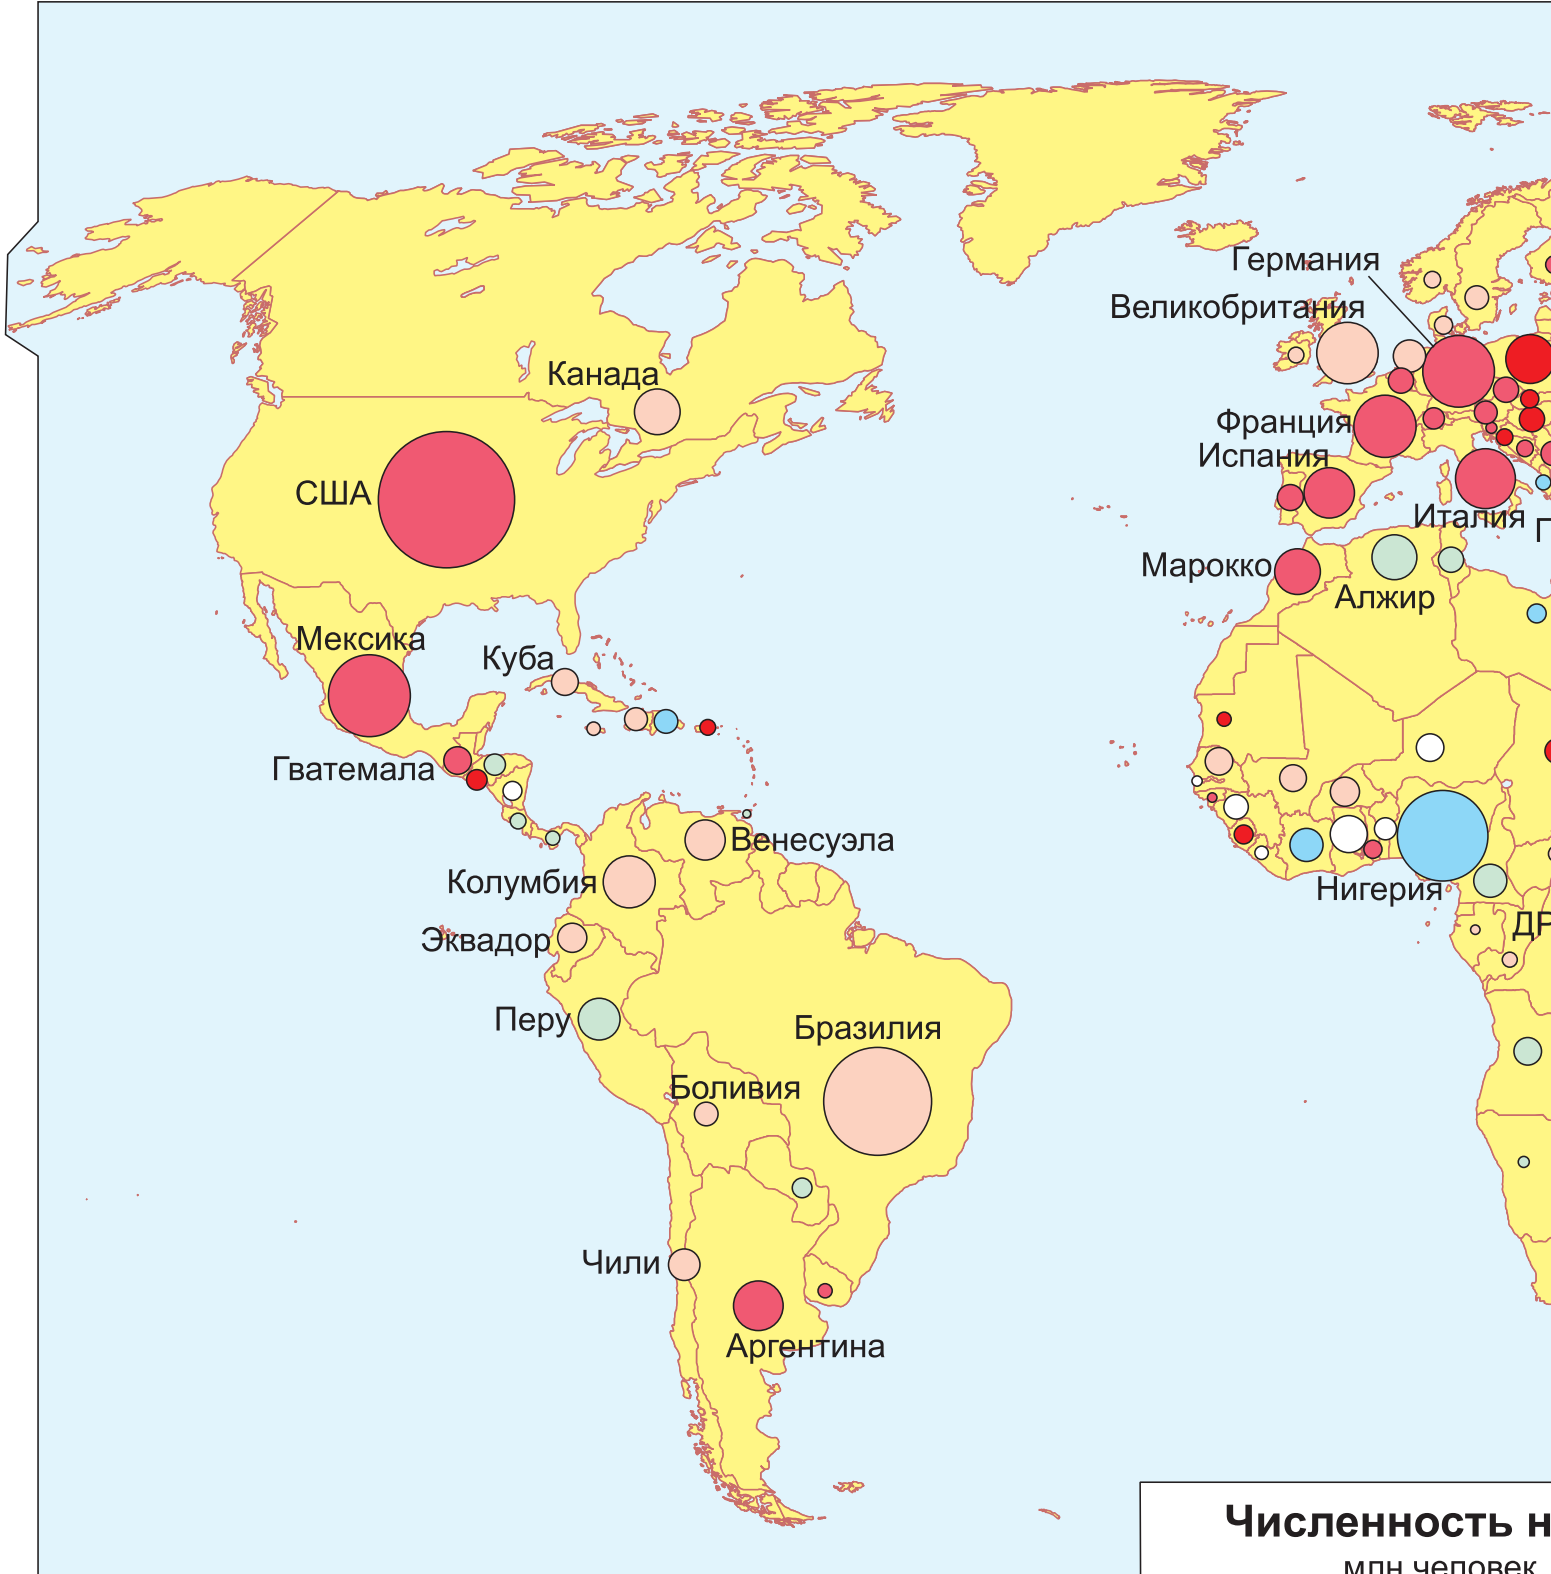 Германия
Великобритания
Канада
Франция
Испания
США
Италия
Марокко
Алжир
Мексика
Куба
Гватемала
Венесуэла
Колумбия
Нигерия
ДР
Эквадор
Перу
Бразилия
Боливия
Чили
Аргентина
Численность н
млн человек